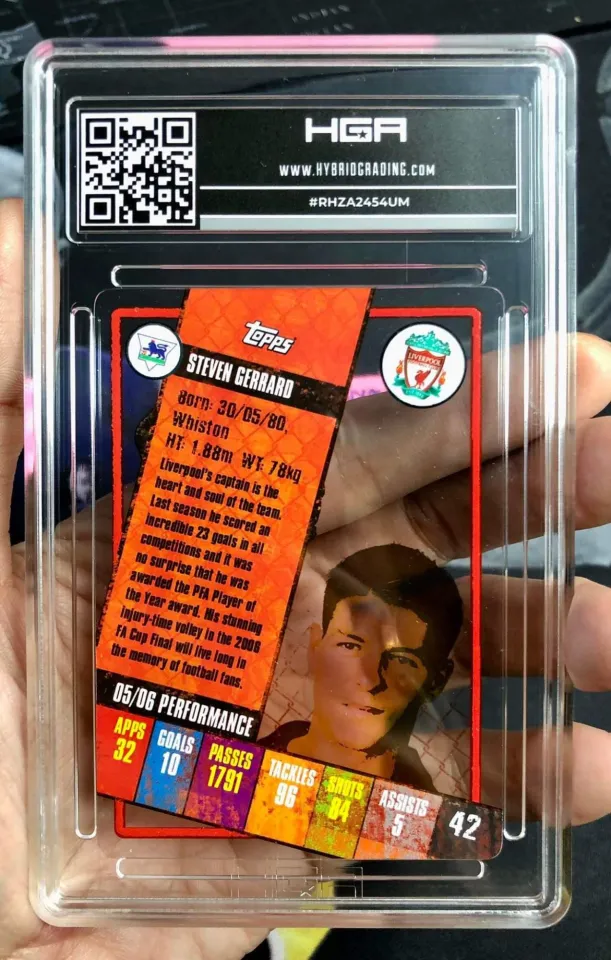 HGA
WWW.HYBRIDGRADING.COM
#RHZA2454UM
Topps
LIVERPOOL
STEVEN GERRARD
Born: 30/05/80,
Whiston
HT: 1.88m WT: 78kg
Liverpool's captain is the
heart and soul of the team.
Last season he scored an
incredible 23 goals in all
competitions and it was
no surprise that he was
awarded the PFA Player of
the Year award. His stunning
injury-time volley in the 2006
FA Cup Final will live long in
the memory of football fans.
05/06 PERFORMANCE
APPS
32
GOALS
10
PASSES
1791
TACKLES
96
SHOTS
84
ASSISTS
5
42